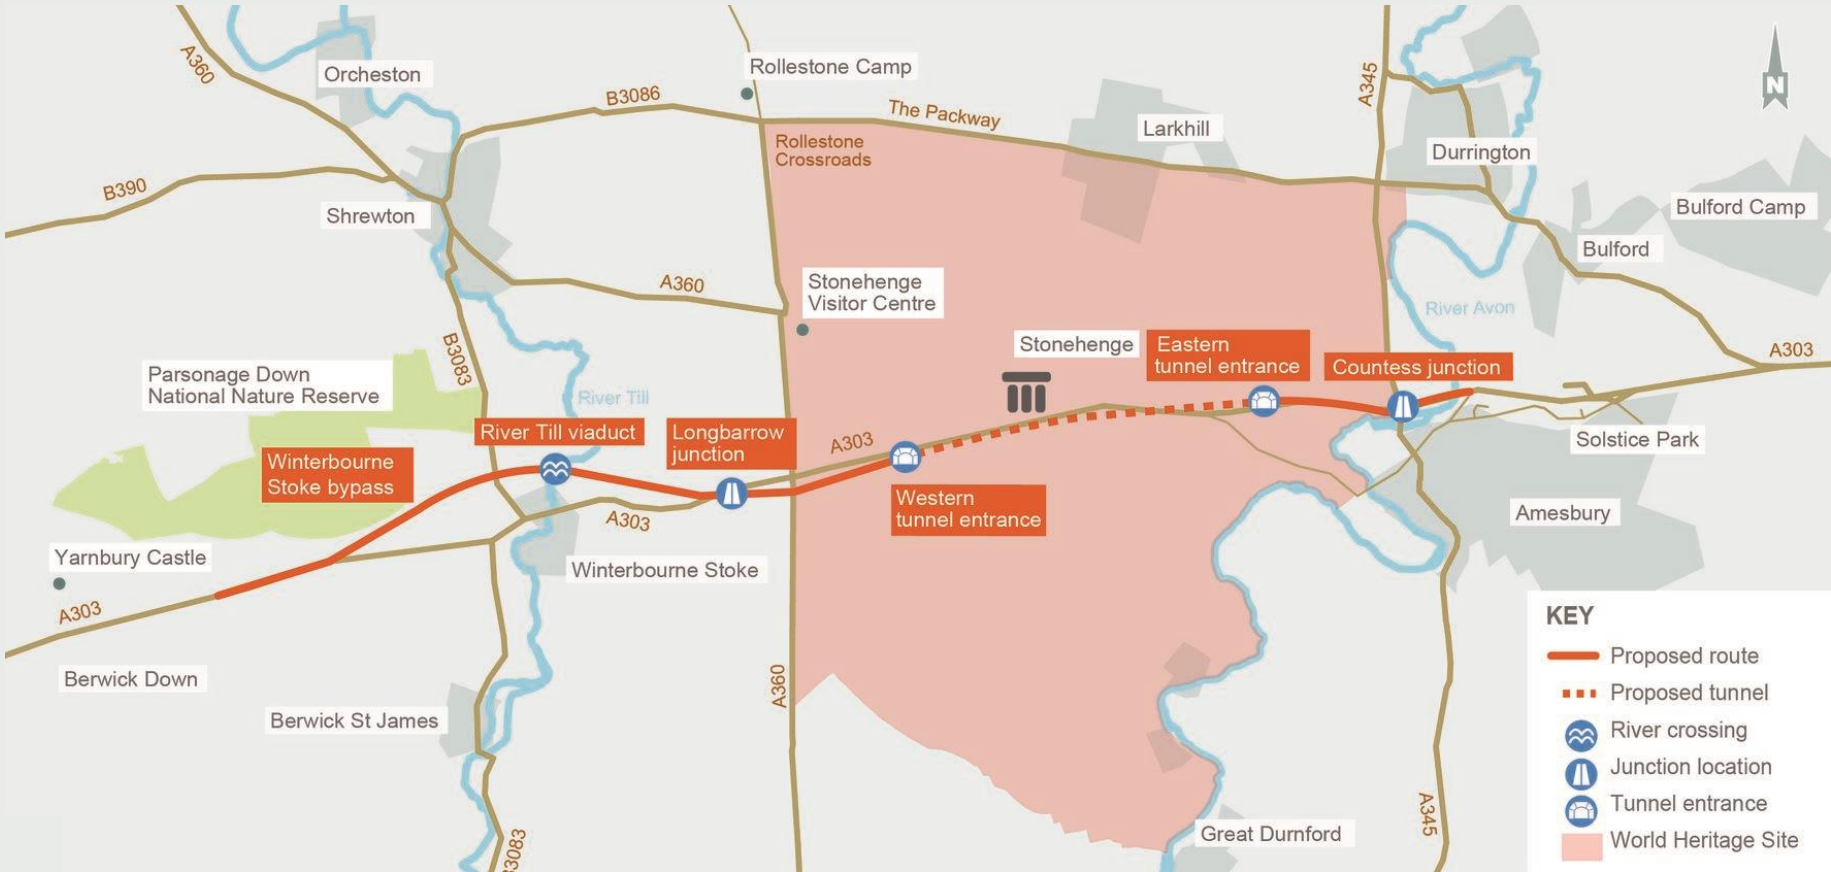 A360
Orcheston
Rollestone Camp
B3086
The Packway
A345
N
Larkhill
Durrington
Rollestone
Crossroads
B390
Shrewton
Bulford Camp
Bulford
A360
Stonehenge
Visitor Centre
River Avon
B3083
Stonehenge
Eastern
tunnel entrance
Countess junction
A303
Parsonage Down
National Nature Reserve
River Till
River Till viaduct
Longbarrow
junction
A303
Solstice Park
Winterbourne
Stoke bypass
Western
tunnel entrance
A303
Amesbury
Yarnbury Castle
Winterbourne Stoke
A303
Berwick Down
A360
Berwick St James
A345
Great Durnford
3083
KEY
Proposed route
Proposed tunnel
River crossing
Junction location
Tunnel entrance
World Heritage Site